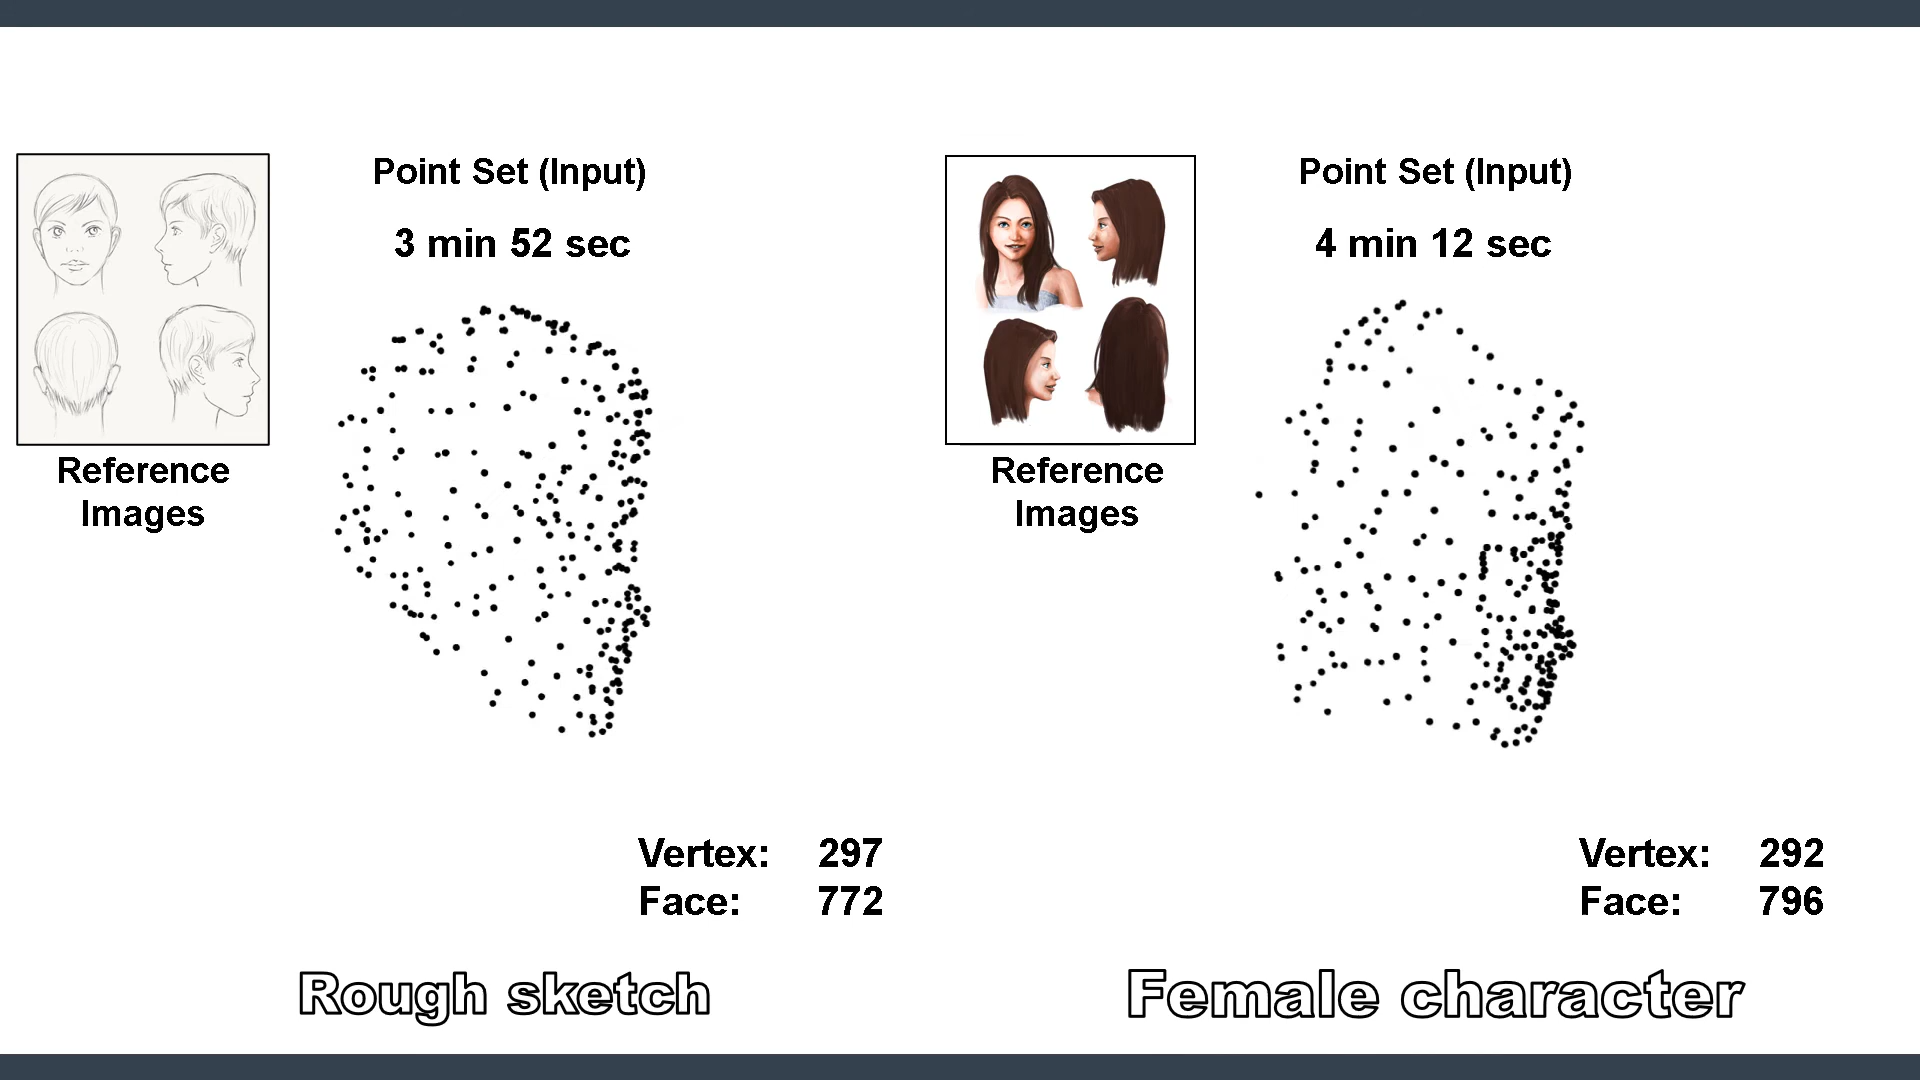 Point Set (Input)
3 min 52 sec
Reference
Images
Vertex: 297
Face: 772
Rough sketch
Point Set (Input)
4 min 12 sec
Reference
Images
Vertex: 292
Face: 796
Female character